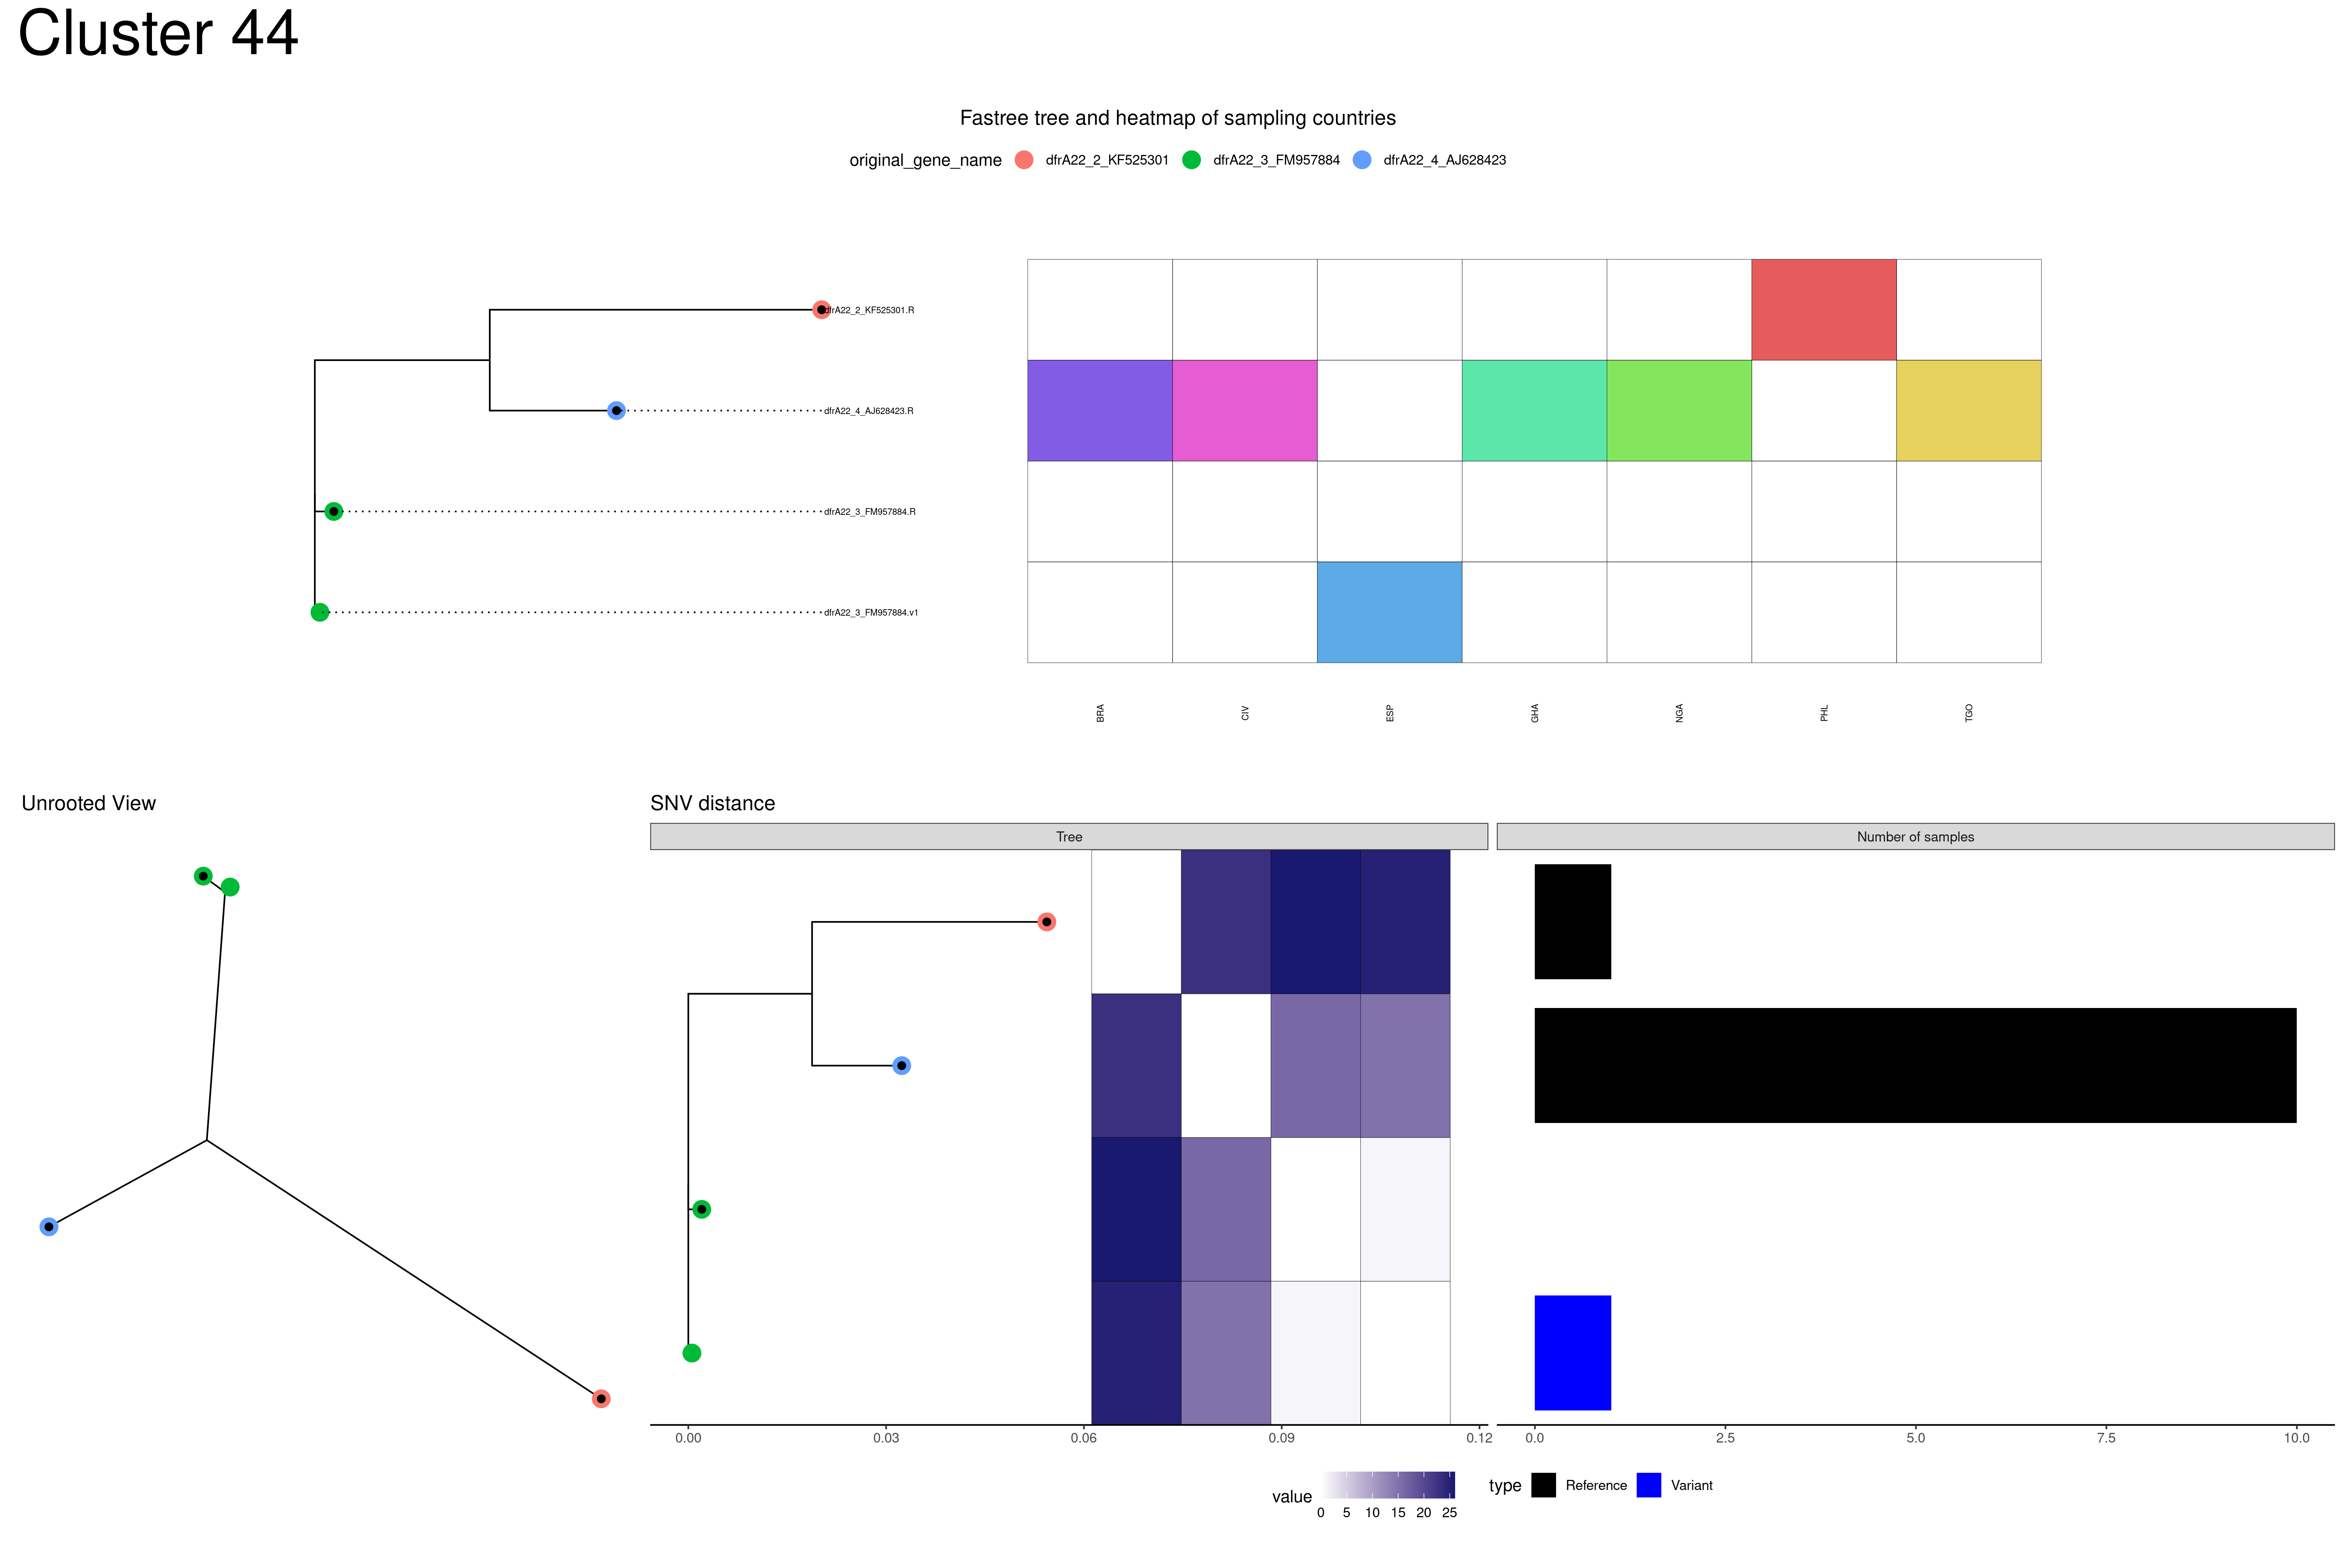 Cluster 44
Fastree tree and heatmap of sampling countries
original_gene_name dfrA22_2_KF525301 dfrA22_3_FM957884 dfrA22_4_AJ628423
dfrA22_2_KF525301.R
dfrA22_4_AJ628423.R
dfrA22_3_FM957884.R
dfrA22_3_FM957884.v1
BRA CIV ESP GHA NGA PHL TGO
Unrooted View
SNV distance
Tree Number of samples
0.00 0.03 0.06 0.09 0.12 0.0 2.5 5.0 7.5 10.0
value 0 5 10 15 20 25 type Reference Variant